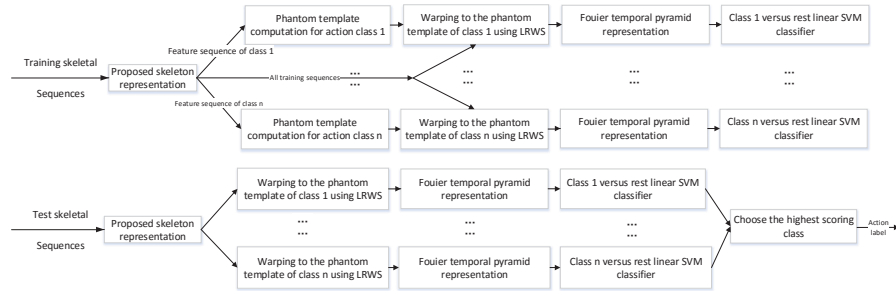 Phantom template
computation for action class 1
Warping to the phantom
template of class 1 using LRWS
Fouier temporal pyramid
representation
Class 1 versus rest linear SVM
classifier
Feature sequence of class 1
Training skeletal
Sequences
Proposed skeleton
representation
All training sequences
...
...
...
...
...
...
...
...
Feature sequence of class n
Phantom template
computation for action class n
Warping to the phantom
template of class n using LRWS
Fouier temporal pyramid
representation
Class n versus rest linear SVM
classifier
Warping to the phantom
template of class 1 using LRWS
Fouier temporal pyramid
representation
Class 1 versus rest linear SVM
classifier
Test skeletal
Sequences
Proposed skeleton
representation
...
...
...
...
...
...
Choose the highest scoring
class
Action
label
Warping to the phantom
template of class n using LRWS
Fouier temporal pyramid
representation
Class n versus rest linear SVM
classifier